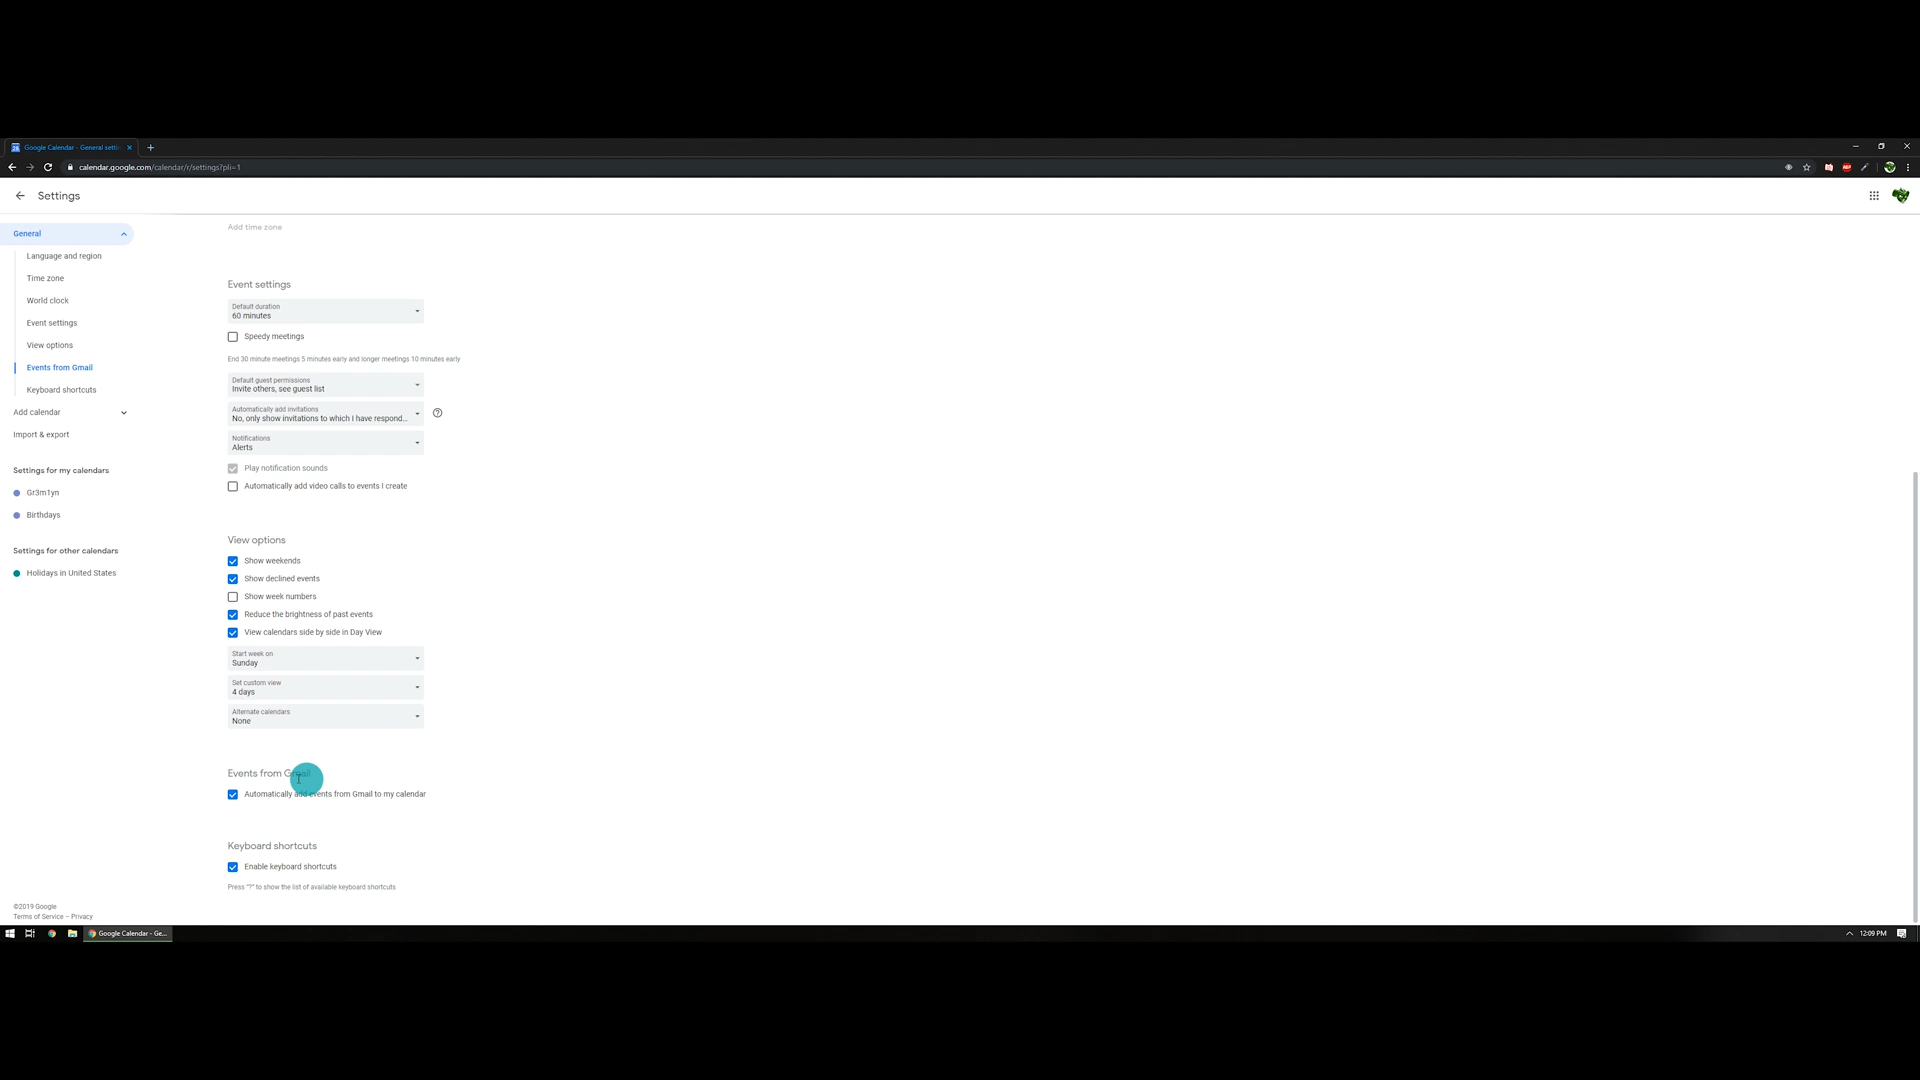 Google Calendar - General settin
calendar.google.com/calendar/r/settings?pli=1
Settings
General
Language and region
Time zone
World clock
Event settings
View options
Events from Gmail
Keyboard shortcuts
Add calendar
Import & export
Settings for my calendars
Gr3m1yn
Birthdays
Settings for other calendars
Holidays in United States
©2019 Google
Terms of Service – Privacy
Add time zone
Event settings
Default duration
60 minutes
Speedy meetings
End 30 minute meetings 5 minutes early and longer meetings 10 minutes early
Default guest permissions
Invite others, see guest list
Automatically add invitations
No, only show invitations to which I have respond...
Notifications
Alerts
Play notification sounds
Automatically add video calls to events I create
View options
Show weekends
Show declined events
Show week numbers
Reduce the brightness of past events
View calendars side by side in Day View
Start week on
Sunday
Set custom view
4 days
Alternate calendars
None
Events from Gmail
Automatically add events from Gmail to my calendar
Keyboard shortcuts
Enable keyboard shortcuts
Press "?" to show the list of available keyboard shortcuts
Google Calendar - Ge...
12:09 PM